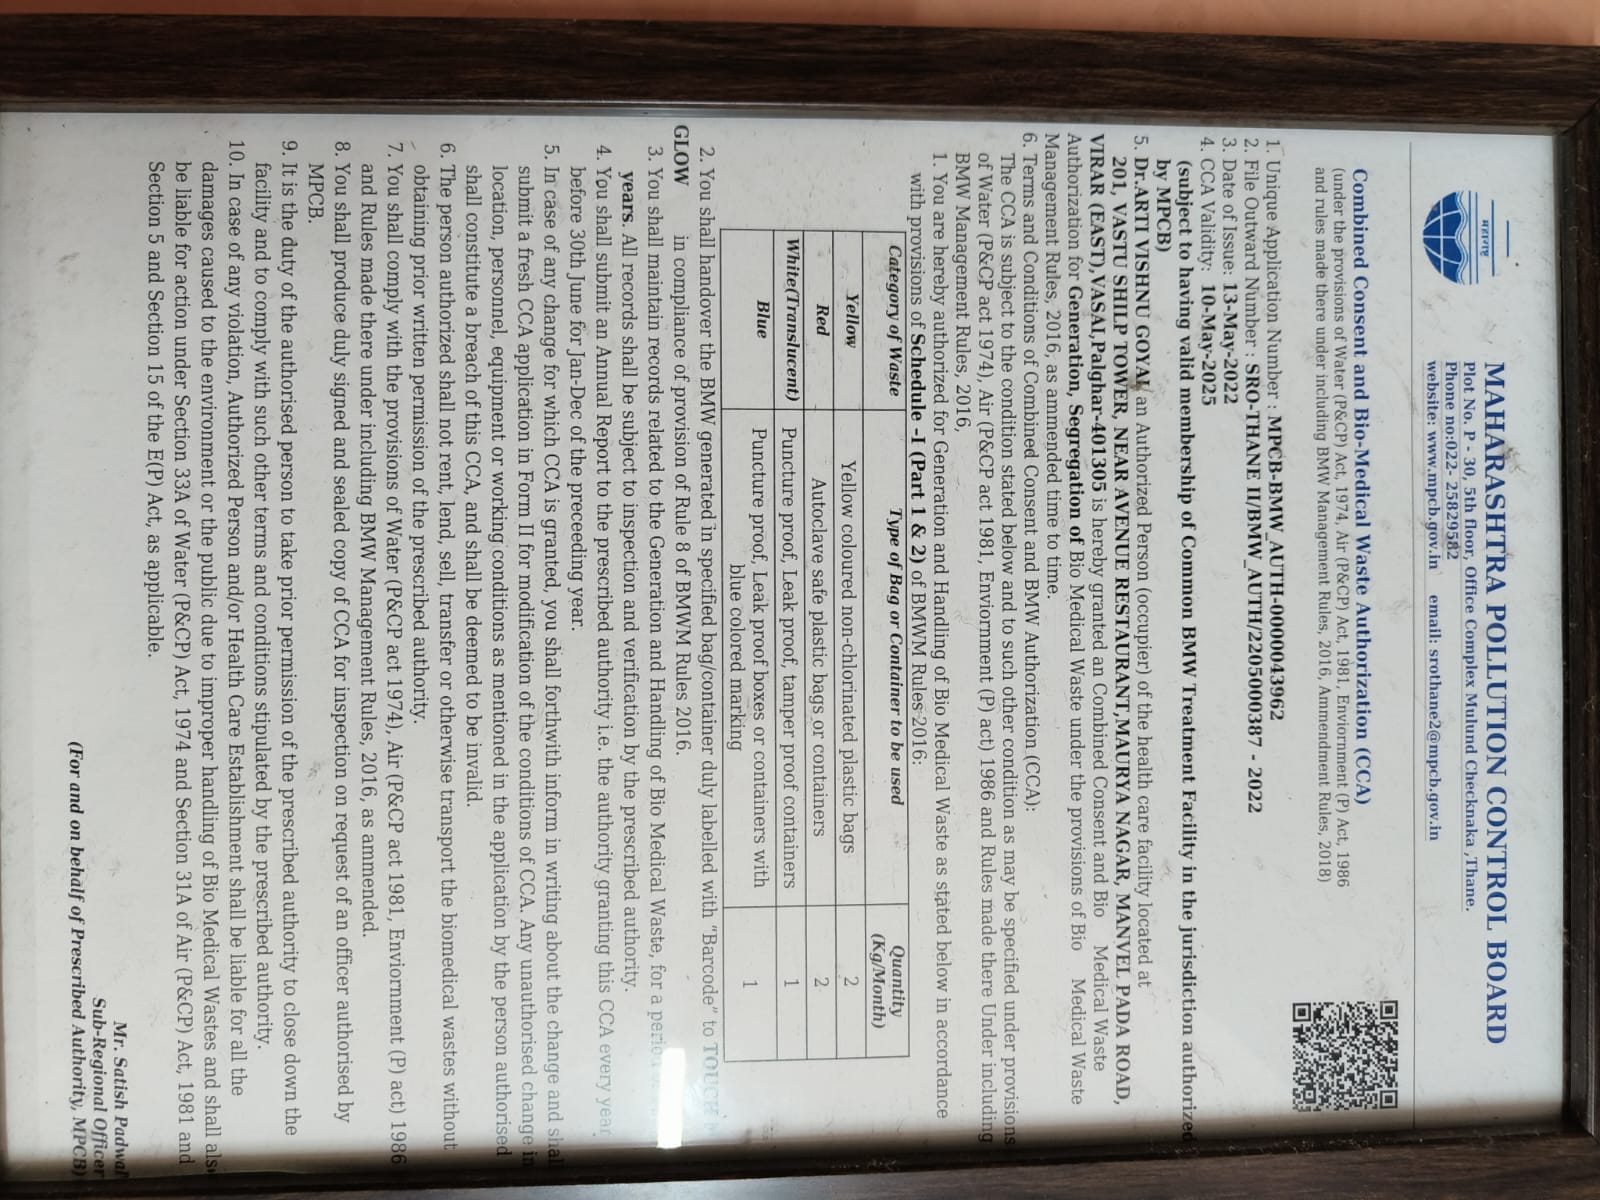 महाराष्ट्र
MAHARASHTRA POLLUTION CONTROL BOARD
Plot No. P - 30, 5th floor, Office Complex Mulund Checknaka ,Thane.
Phone no:022- 25829582
website: www.mpcb.gov.in email: srothane2@mpcb.gov.in
Combined Consent and Bio-Medical Waste Authorization (CCA)
(under the provisions of Water (P&CP) Act, 1974, Air (P&CP) Act, 1981, Enviornment (P) Act, 1986
and rules made there under including BMW Management Rules, 2016, Ammendment Rules, 2018)
1. Unique Application Number : MPCB-BMW_AUTH-0000043962
2. File Outward Number : SRO-THANE II/BMW_AUTH/2205000387 - 2022
3. Date of Issue: 13-May-2022
4. CCA Validity: 10-May-2025
(subject to having valid membership of Common BMW Treatment Facility in the jurisdiction authorized
by MPCB)
5. Dr.ARTI VISHNU GOYAL an Authorized Person (occupier) of the health care facility located at
201, VASTU SHILP TOWER, NEAR AVENUE RESTAURANT,MAURYA NAGAR, MANVEL PADA ROAD,
VIRAR (EAST),VASAI,Palghar-401305 is hereby granted an Combined Consent and Bio Medical Waste
Authorization for Generation, Segregation of Bio Medical Waste under the provisions of Bio Medical Waste
Management Rules, 2016, as ammended time to time.
6. Terms and Conditions of Combined Consent and BMW Authorization (CCA):
The CCA is subject to the condition stated below and to such other condition as may be specified under provisions
of Water (P&CP act 1974), Air (P&CP act 1981, Enviornment (P) act) 1986 and Rules made there Under including
BMW Management Rules, 2016,
1. You are hereby authorized for Generation and Handling of Bio Medical Waste as stated below in accordance
with provisions of Schedule -I (Part 1 & 2) of BMWM Rules-2016:
Category of Waste Type of Bag or Container to be used Quantity (Kg/Month)
Yellow Yellow coloured non-chlorinated plastic bags 2
Red Autoclave safe plastic bags or containers 2
White(Translucent) Puncture proof, Leak proof, tamper proof containers 1
Blue Puncture proof, Leak proof boxes or containers with blue colored marking 1
2. You shall handover the BMW generated in specified bag/container duly labelled with "Barcode" to TOUCH N
GLOW in compliance of provision of Rule 8 of BMWM Rules 2016.
3. You shall maintain records related to the Generation and Handling of Bio Medical Waste, for a period
years. All records shall be subject to inspection and verification by the prescribed authority.
4. You shall submit an Annual Report to the prescribed authority i.e. the authority granting this CCA every year
before 30th June for Jan-Dec of the preceeding year.
5. In case of any change for which CCA is granted, you shall forthwith inform in writing about the change and shal
submit a fresh CCA application in Form II for modification of the conditions of CCA. Any unauthorised change in
location, personnel, equipment or working conditions as mentioned in the application by the person authorised
shall constitute a breach of this CCA, and shall be deemed to be invalid.
6. The person authorized shall not rent, lend, sell, transfer or otherwise transport the biomedical wastes without
obtaining prior written permission of the prescribed authority.
7. You shall comply with the provisions of Water (P&CP act 1974), Air (P&CP act 1981, Enviornment (P) act) 1986
and Rules made there under including BMW Management Rules, 2016, as ammended.
8. You shall produce duly signed and sealed copy of CCA for inspection on request of an officer authorised by
MPCB.
9. It is the duty of the authorised person to take prior permission of the prescribed authority to close down the
facility and to comply with such other terms and conditions stipulated by the prescribed authority.
10. In case of any violation, Authorized Person and/or Health Care Establishment shall be liable for all the
damages caused to the environment or the public due to improper handling of Bio Medical Wastes and shall also
be liable for action under Section 33A of Water (P&CP) Act, 1974 and Section 31A of Air (P&CP) Act, 1981 and
Section 5 and Section 15 of the E(P) Act, as applicable.
Mr. Satish Padwal
Sub-Regional Officer
(For and on behalf of Prescribed Authority, MPCB)